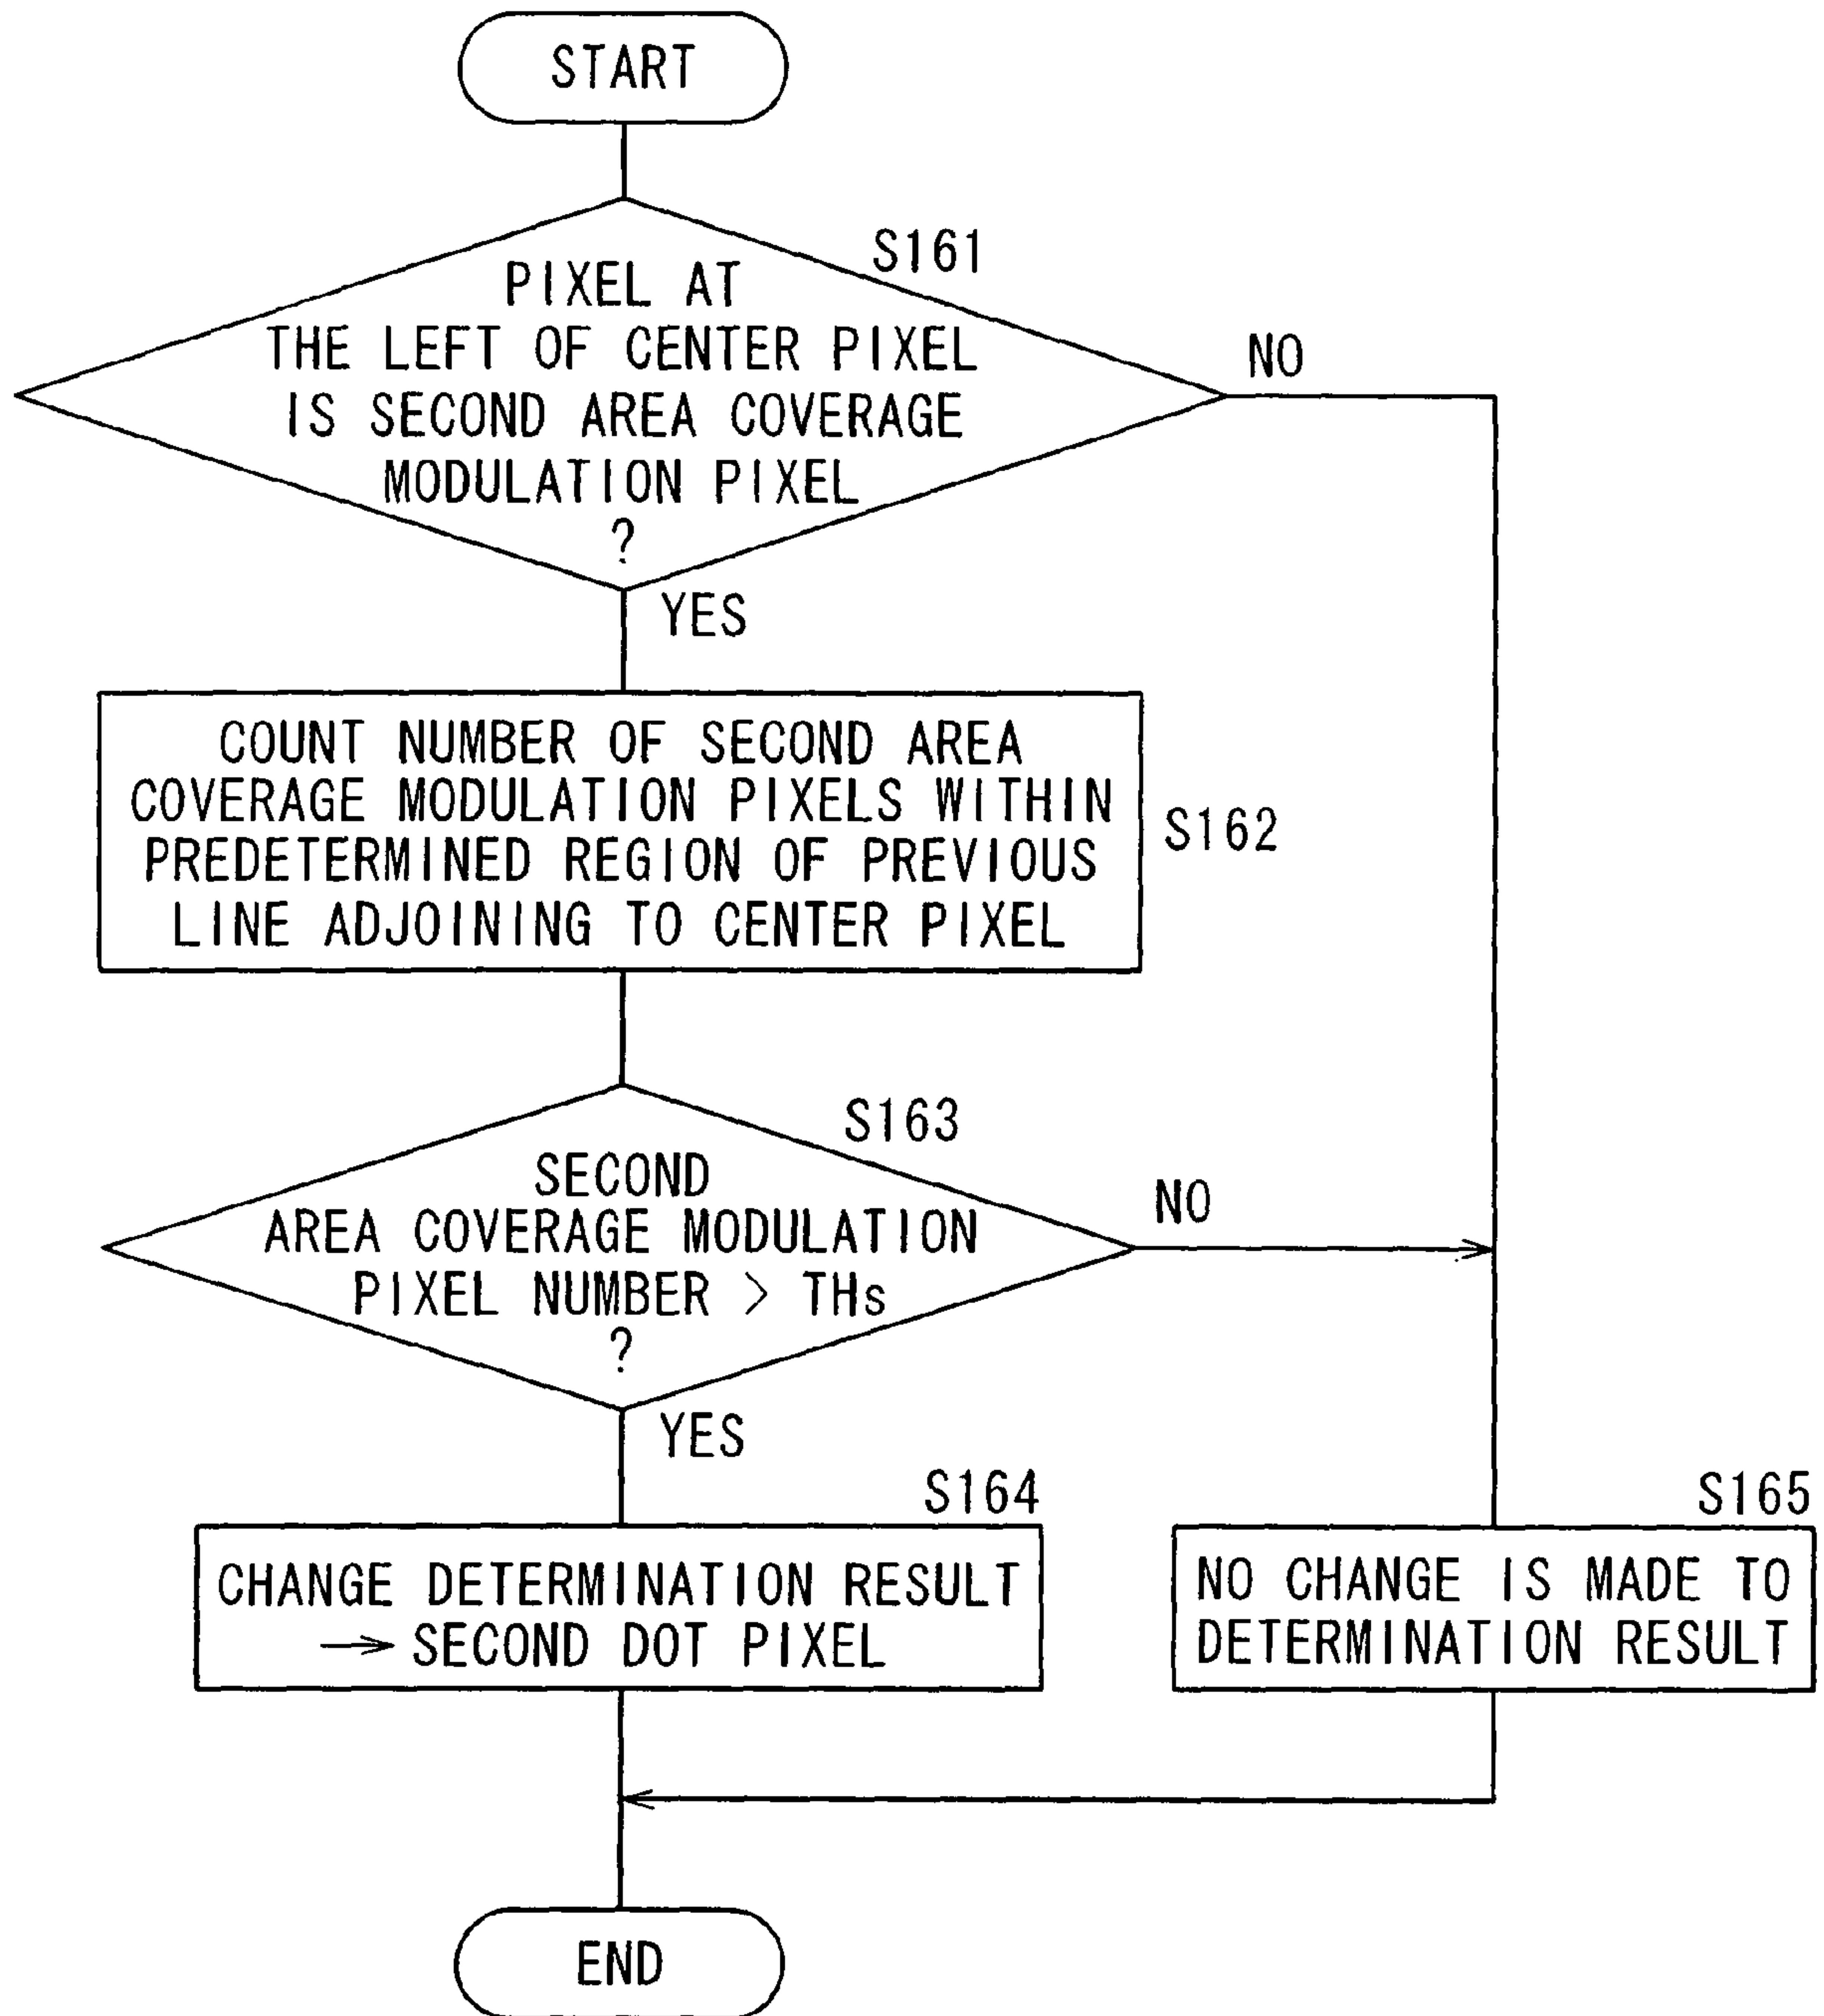 START
S161
PIXEL AT
THE LEFT OF CENTER PIXEL
IS SECOND AREA COVERAGE
MODULATION PIXEL
?
NO
YES
COUNT NUMBER OF SECOND AREA
COVERAGE MODULATION PIXELS WITHIN
PREDETERMINED REGION OF PREVIOUS
LINE ADJOINING TO CENTER PIXEL
S162
S163
SECOND
AREA COVERAGE MODULATION
PIXEL NUMBER > THs
?
NO
YES
S164
CHANGE DETERMINATION RESULT
→ SECOND DOT PIXEL
S165
NO CHANGE IS MADE TO
DETERMINATION RESULT
END